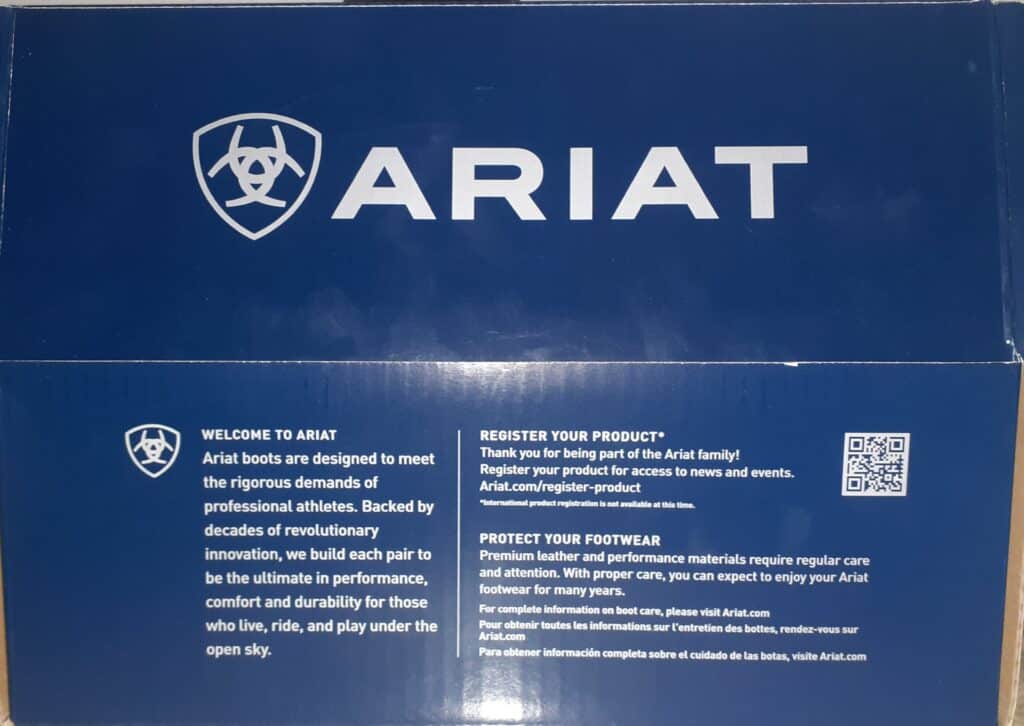 ARIAT
WELCOME TO ARIAT
Ariat boots are designed to meet
the rigorous demands of
professional athletes. Backed by
decades of revolutionary
innovation, we build each pair to
be the ultimate in performance,
comfort and durability for those
who live, ride, and play under the
open sky.
REGISTER YOUR PRODUCT*
Thank you for being part of the Ariat family!
Register your product for access to news and events.
Ariat.com/register-product
*International product registration is not available at this time.
PROTECT YOUR FOOTWEAR
Premium leather and performance materials require regular care
and attention. With proper care, you can expect to enjoy your Ariat
footwear for many years.
For complete information on boot care, please visit Ariat.com
Pour obtenir toutes les informations sur l'entretien des bottes, rendez-vous sur
Ariat.com
Para obtener información completa sobre el cuidado de las botas, visite Ariat.com